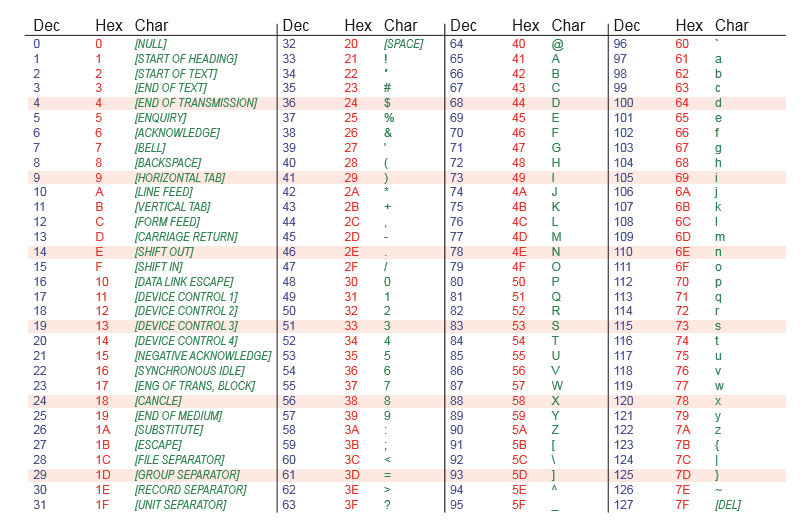 Dec Hex Char Dec Hex Char Dec Hex Char Dec Hex Char
0 0 [NULL] 32 20 [SPACE] 64 40 @ 96 60 `
1 1 [START OF HEADING] 33 21 ! 65 41 A 97 61 a
2 2 [START OF TEXT] 34 22 " 66 42 B 98 62 b
3 3 [END OF TEXT] 35 23 # 67 43 C 99 63 c
4 4 [END OF TRANSMISSION] 36 24 $ 68 44 D 100 64 d
5 5 [ENQUIRY] 37 25 % 69 45 E 101 65 e
6 6 [ACKNOWLEDGE] 38 26 & 70 46 F 102 66 f
7 7 [BELL] 39 27 ' 71 47 G 103 67 g
8 8 [BACKSPACE] 40 28 ( 72 48 H 104 68 h
9 9 [HORIZONTAL TAB] 41 29 ) 73 49 I 105 69 i
10 A [LINE FEED] 42 2A * 74 4A J 106 6A j
11 B [VERTICAL TAB] 43 2B + 75 4B K 107 6B k
12 C [FORM FEED] 44 2C , 76 4C L 108 6C l
13 D [CARRIAGE RETURN] 45 2D - 77 4D M 109 6D m
14 E [SHIFT OUT] 46 2E . 78 4E N 110 6E n
15 F [SHIFT IN] 47 2F / 79 4F O 111 6F o
16 10 [DATA LINK ESCAPE] 48 30 0 80 50 P 112 70 p
17 11 [DEVICE CONTROL 1] 49 31 1 81 51 Q 113 71 q
18 12 [DEVICE CONTROL 2] 50 32 2 82 52 R 114 72 r
19 13 [DEVICE CONTROL 3] 51 33 3 83 53 S 115 73 s
20 14 [DEVICE CONTROL 4] 52 34 4 84 54 T 116 74 t
21 15 [NEGATIVE ACKNOWLEDGE] 53 35 5 85 55 U 117 75 u
22 16 [SYNCHRONOUS IDLE] 54 36 6 86 56 V 118 76 v
23 17 [ENG OF TRANS, BLOCK] 55 37 7 87 57 W 119 77 w
24 18 [CANCLE] 56 38 8 88 58 X 120 78 x
25 19 [END OF MEDIUM] 57 39 9 89 59 Y 121 79 y
26 1A [SUBSTITUTE] 58 3A : 90 5A Z 122 7A z
27 1B [ESCAPE] 59 3B ; 91 5B [ 123 7B {
28 1C [FILE SEPARATOR] 60 3C < 92 5C \ 124 7C |
29 1D [GROUP SEPARATOR] 61 3D = 93 5D ] 125 7D }
30 1E [RECORD SEPARATOR] 62 3E > 94 5E ^ 126 7E ~
31 1F [UNIT SEPARATOR] 63 3F ? 95 5F _ 127 7F [DEL]